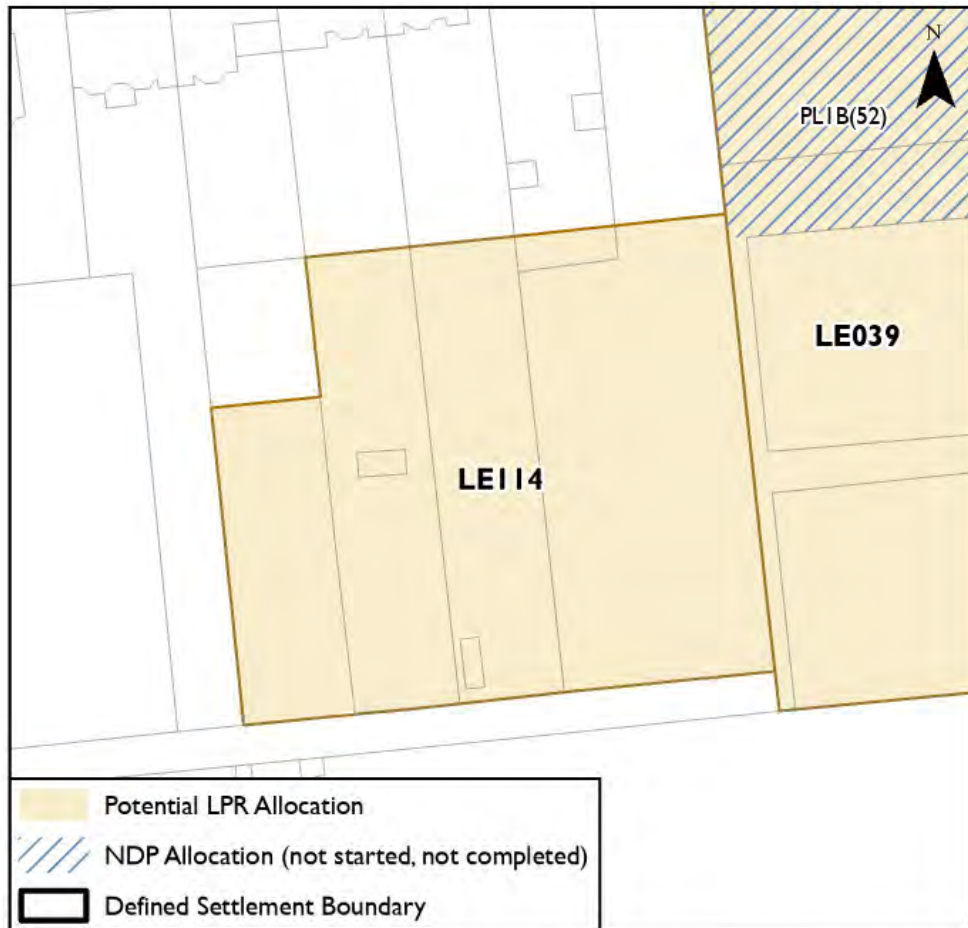 N
PL1B(52)
LE039
LE114
Potential LPR Allocation
NDP Allocation (not started, not completed)
Defined Settlement Boundary